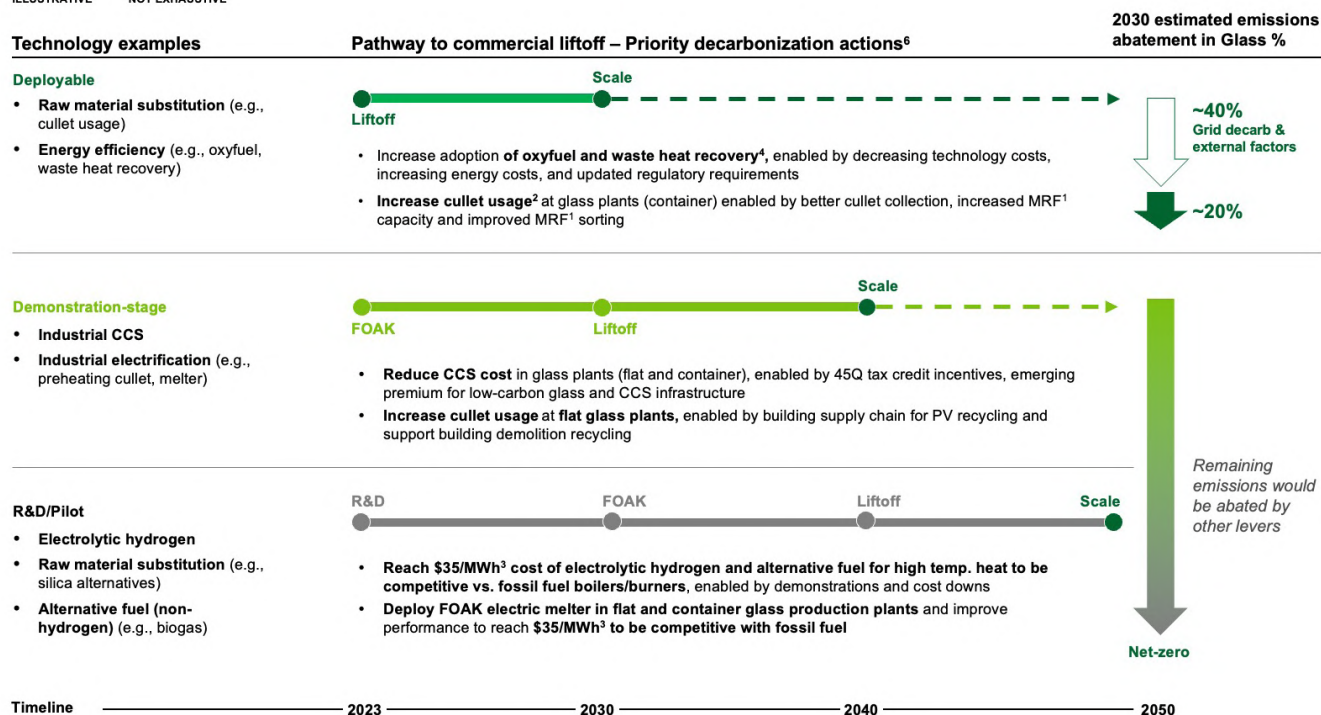 ILLUSTRATIVE NOT EXHAUSTIVE
Technology examples
Pathway to commercial liftoff – Priority decarbonization actions⁶
2030 estimated emissions
abatement in Glass %
Deployable
• Raw material substitution (e.g.,
cullet usage)
• Energy efficiency (e.g., oxyfuel,
waste heat recovery)
Scale
Liftoff
• Increase adoption of oxyfuel and waste heat recovery⁴, enabled by decreasing technology costs,
increasing energy costs, and updated regulatory requirements
• Increase cullet usage² at glass plants (container) enabled by better cullet collection, increased MRF¹
capacity and improved MRF¹ sorting
~40%
Grid decarb &
external factors
~20%
Demonstration-stage
• Industrial CCS
• Industrial electrification (e.g.,
preheating cullet, melter)
Scale
FOAK
Liftoff
• Reduce CCS cost in glass plants (flat and container), enabled by 45Q tax credit incentives, emerging
premium for low-carbon glass and CCS infrastructure
• Increase cullet usage at flat glass plants, enabled by building supply chain for PV recycling and
support building demolition recycling
Remaining
emissions would
be abated by
other levers
R&D/Pilot
• Electrolytic hydrogen
• Raw material substitution (e.g.,
silica alternatives)
• Alternative fuel (non-
hydrogen) (e.g., biogas)
R&D
FOAK
Liftoff
Scale
• Reach $35/MWh³ cost of electrolytic hydrogen and alternative fuel for high temp. heat to be
competitive vs. fossil fuel boilers/burners, enabled by demonstrations and cost downs
• Deploy FOAK electric melter in flat and container glass production plants and improve
performance to reach $35/MWh³ to be competitive with fossil fuel
Net-zero
Timeline
2023
2030
2040
2050